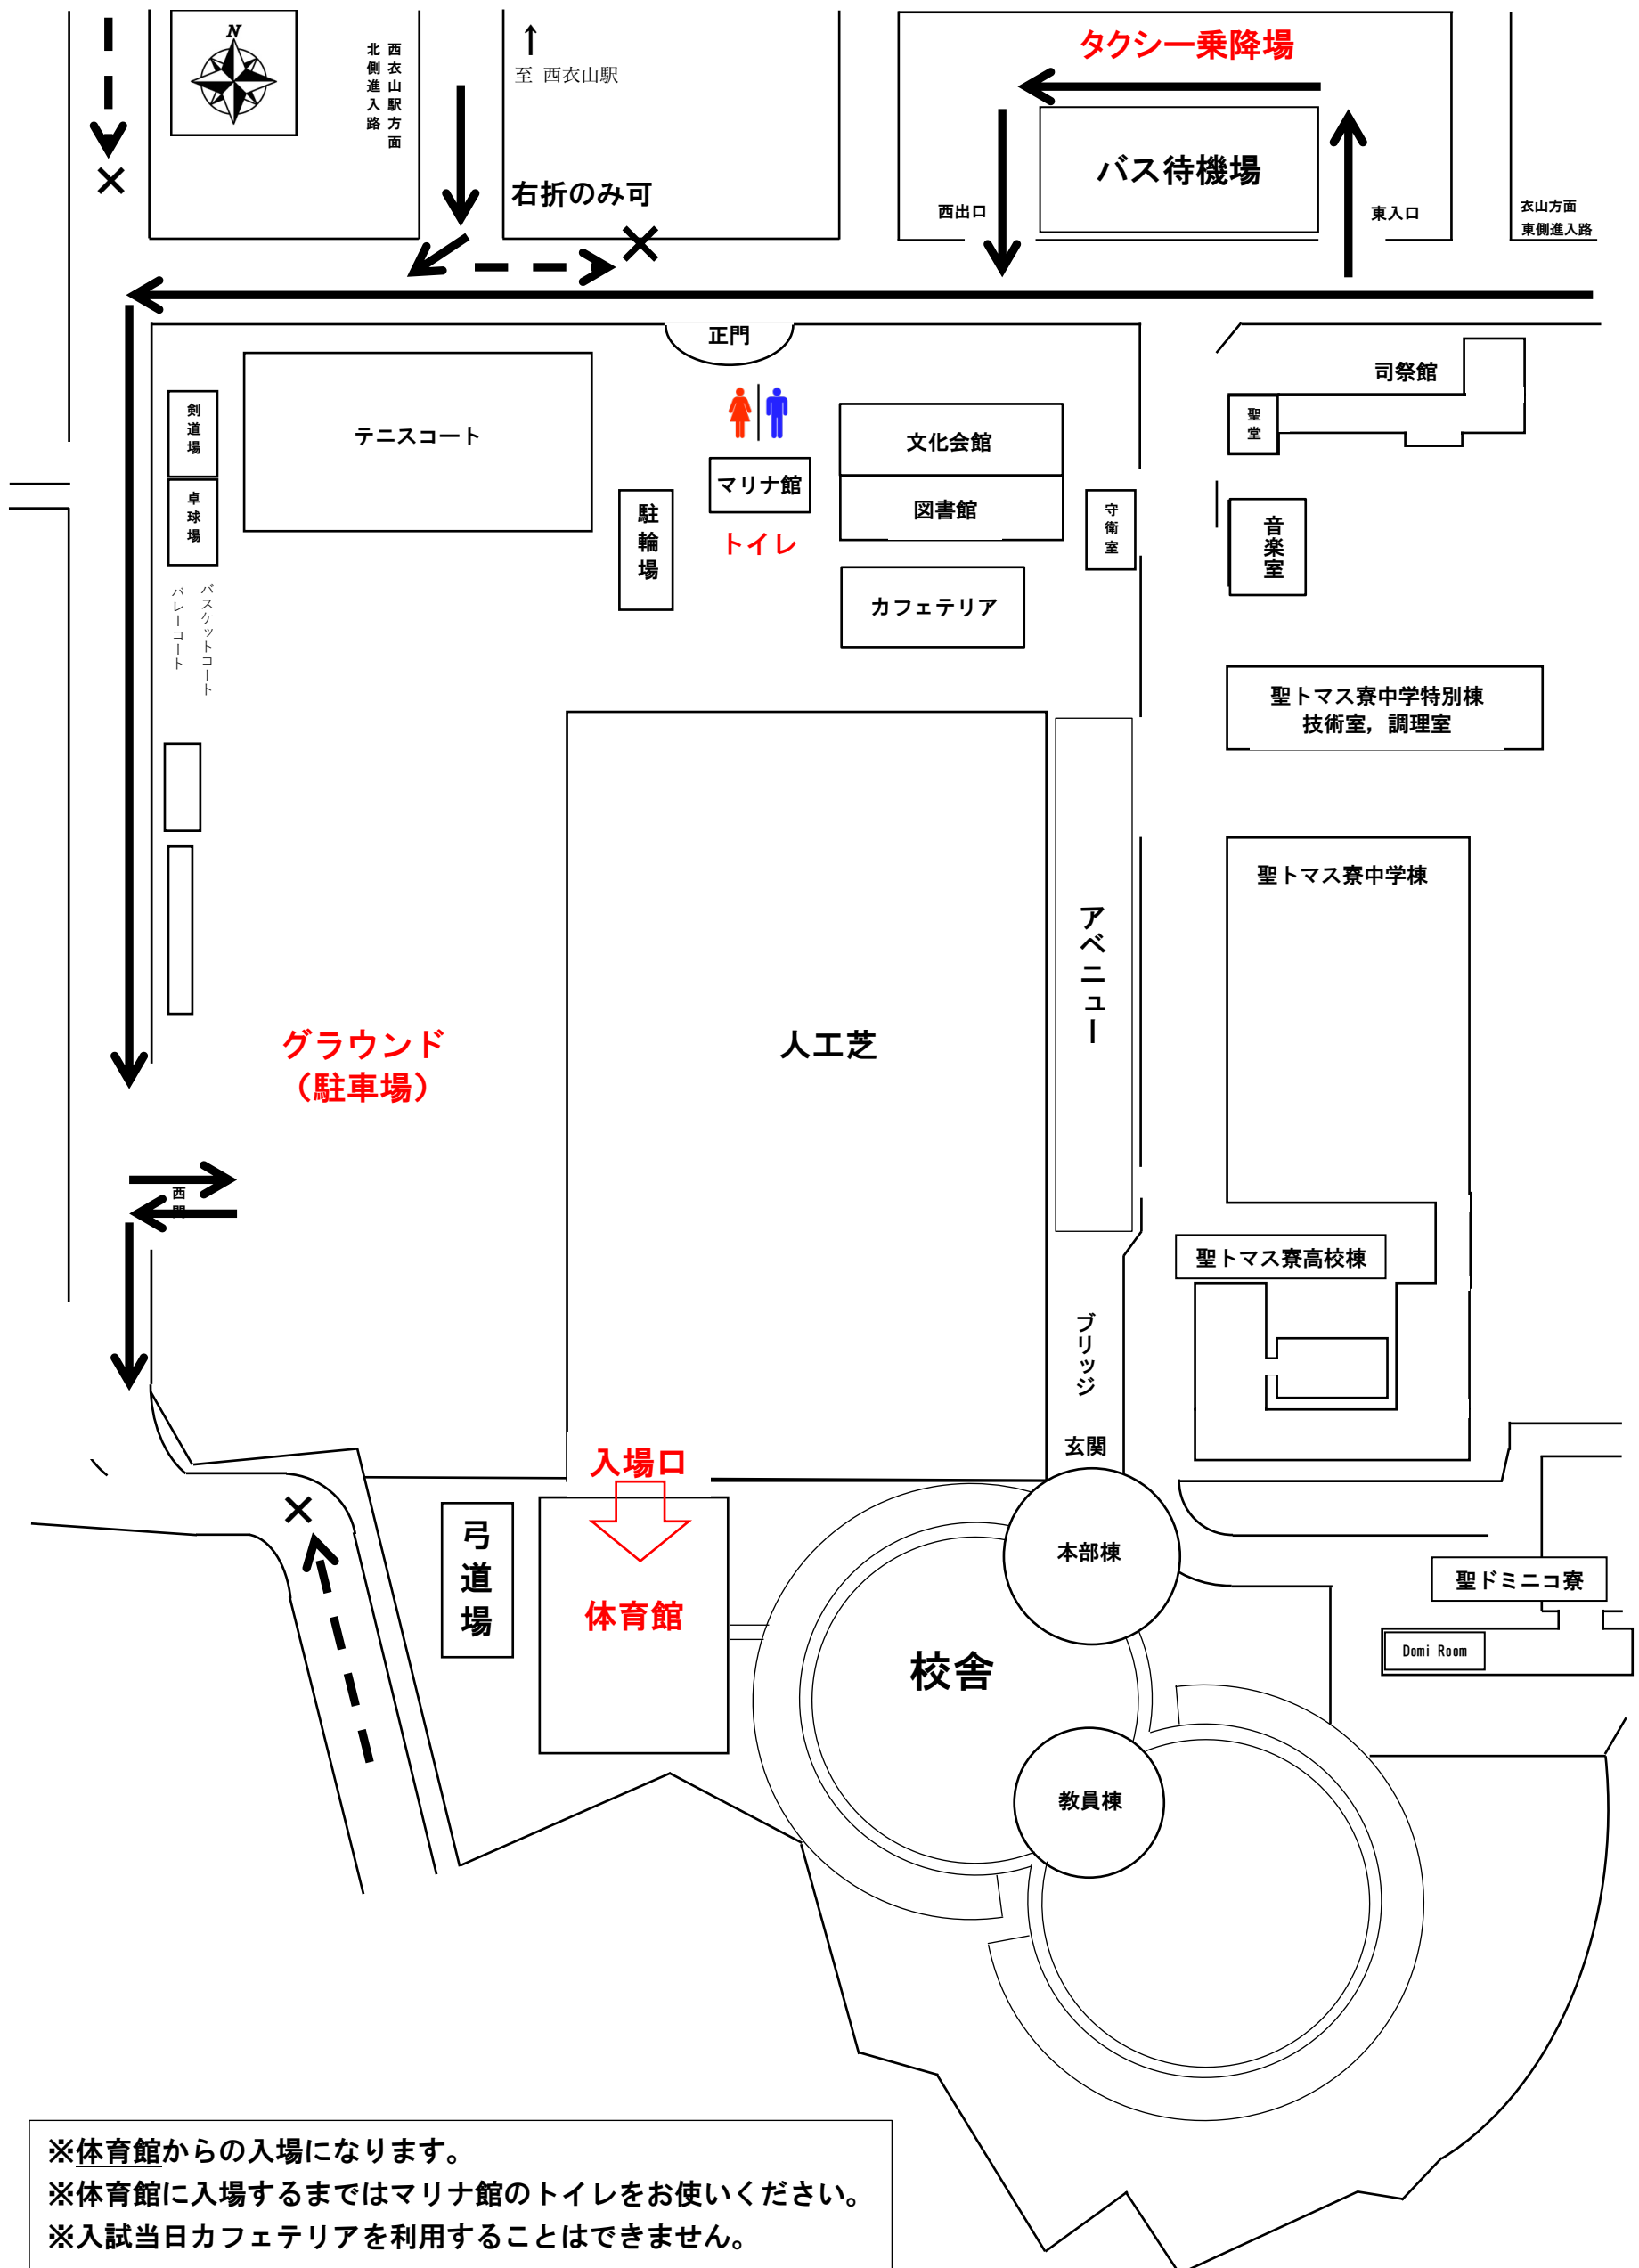 N
西衣山駅方面
北側進入路
↑
至 西衣山駅
タクシー乗降場
バス待機場
右折のみ可
西出口
東入口
衣山方面
東側進入路
正門
司祭館
剣道場
テニスコート
文化会館
聖堂
マリナ館
卓球場
駐輪場
図書館
守衛室
音楽室
トイレ
カフェテリア
バスケットコート
バレーコート
聖トマス寮中学特別棟
技術室，調理室
聖トマス寮中学棟
アベニュー
グラウンド
（駐車場）
人工芝
西門
聖トマス寮高校棟
ブリッジ
玄関
入場口
弓道場
本部棟
聖ドミニコ寮
体育館
校舎
Domi Room
教員棟
※体育館からの入場になります。
※体育館に入場するまではマリナ館のトイレをお使いください。
※入試当日カフェテリアを利用することはできません。